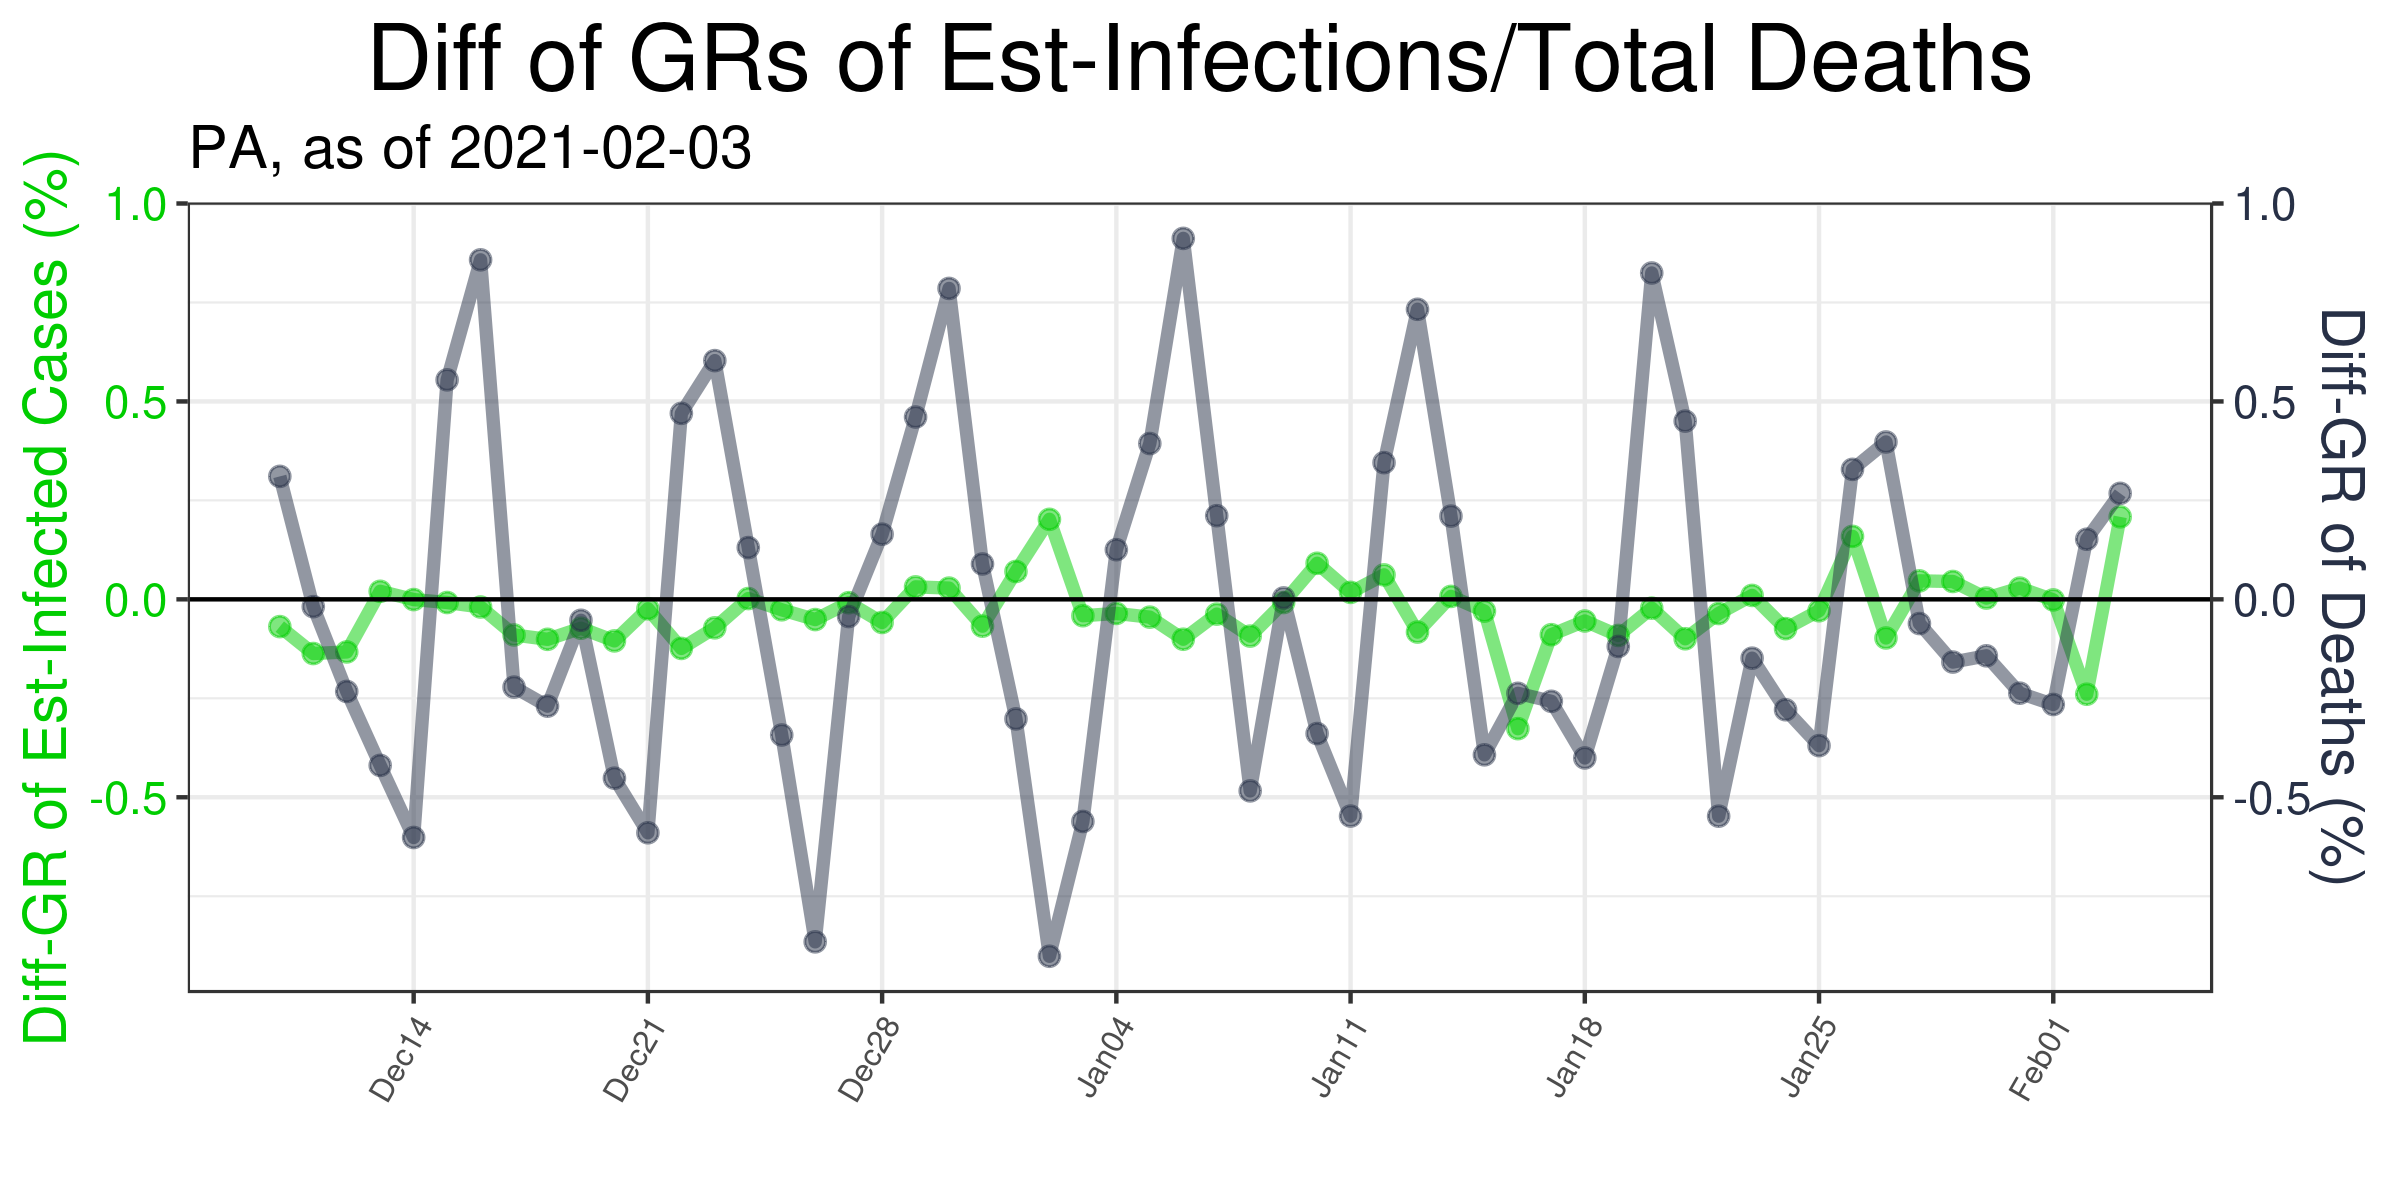 Diff of GRs of Est-Infections/Total Deaths
PA, as of 2021-02-03
Diff-GR of Est-Infected Cases (%)
1.0
0.5
0.0
-0.5
1.0
0.5
0.0
-0.5
Diff-GR of Deaths (%)
Dec14
Dec21
Dec28
Jan04
Jan11
Jan18
Jan25
Feb01